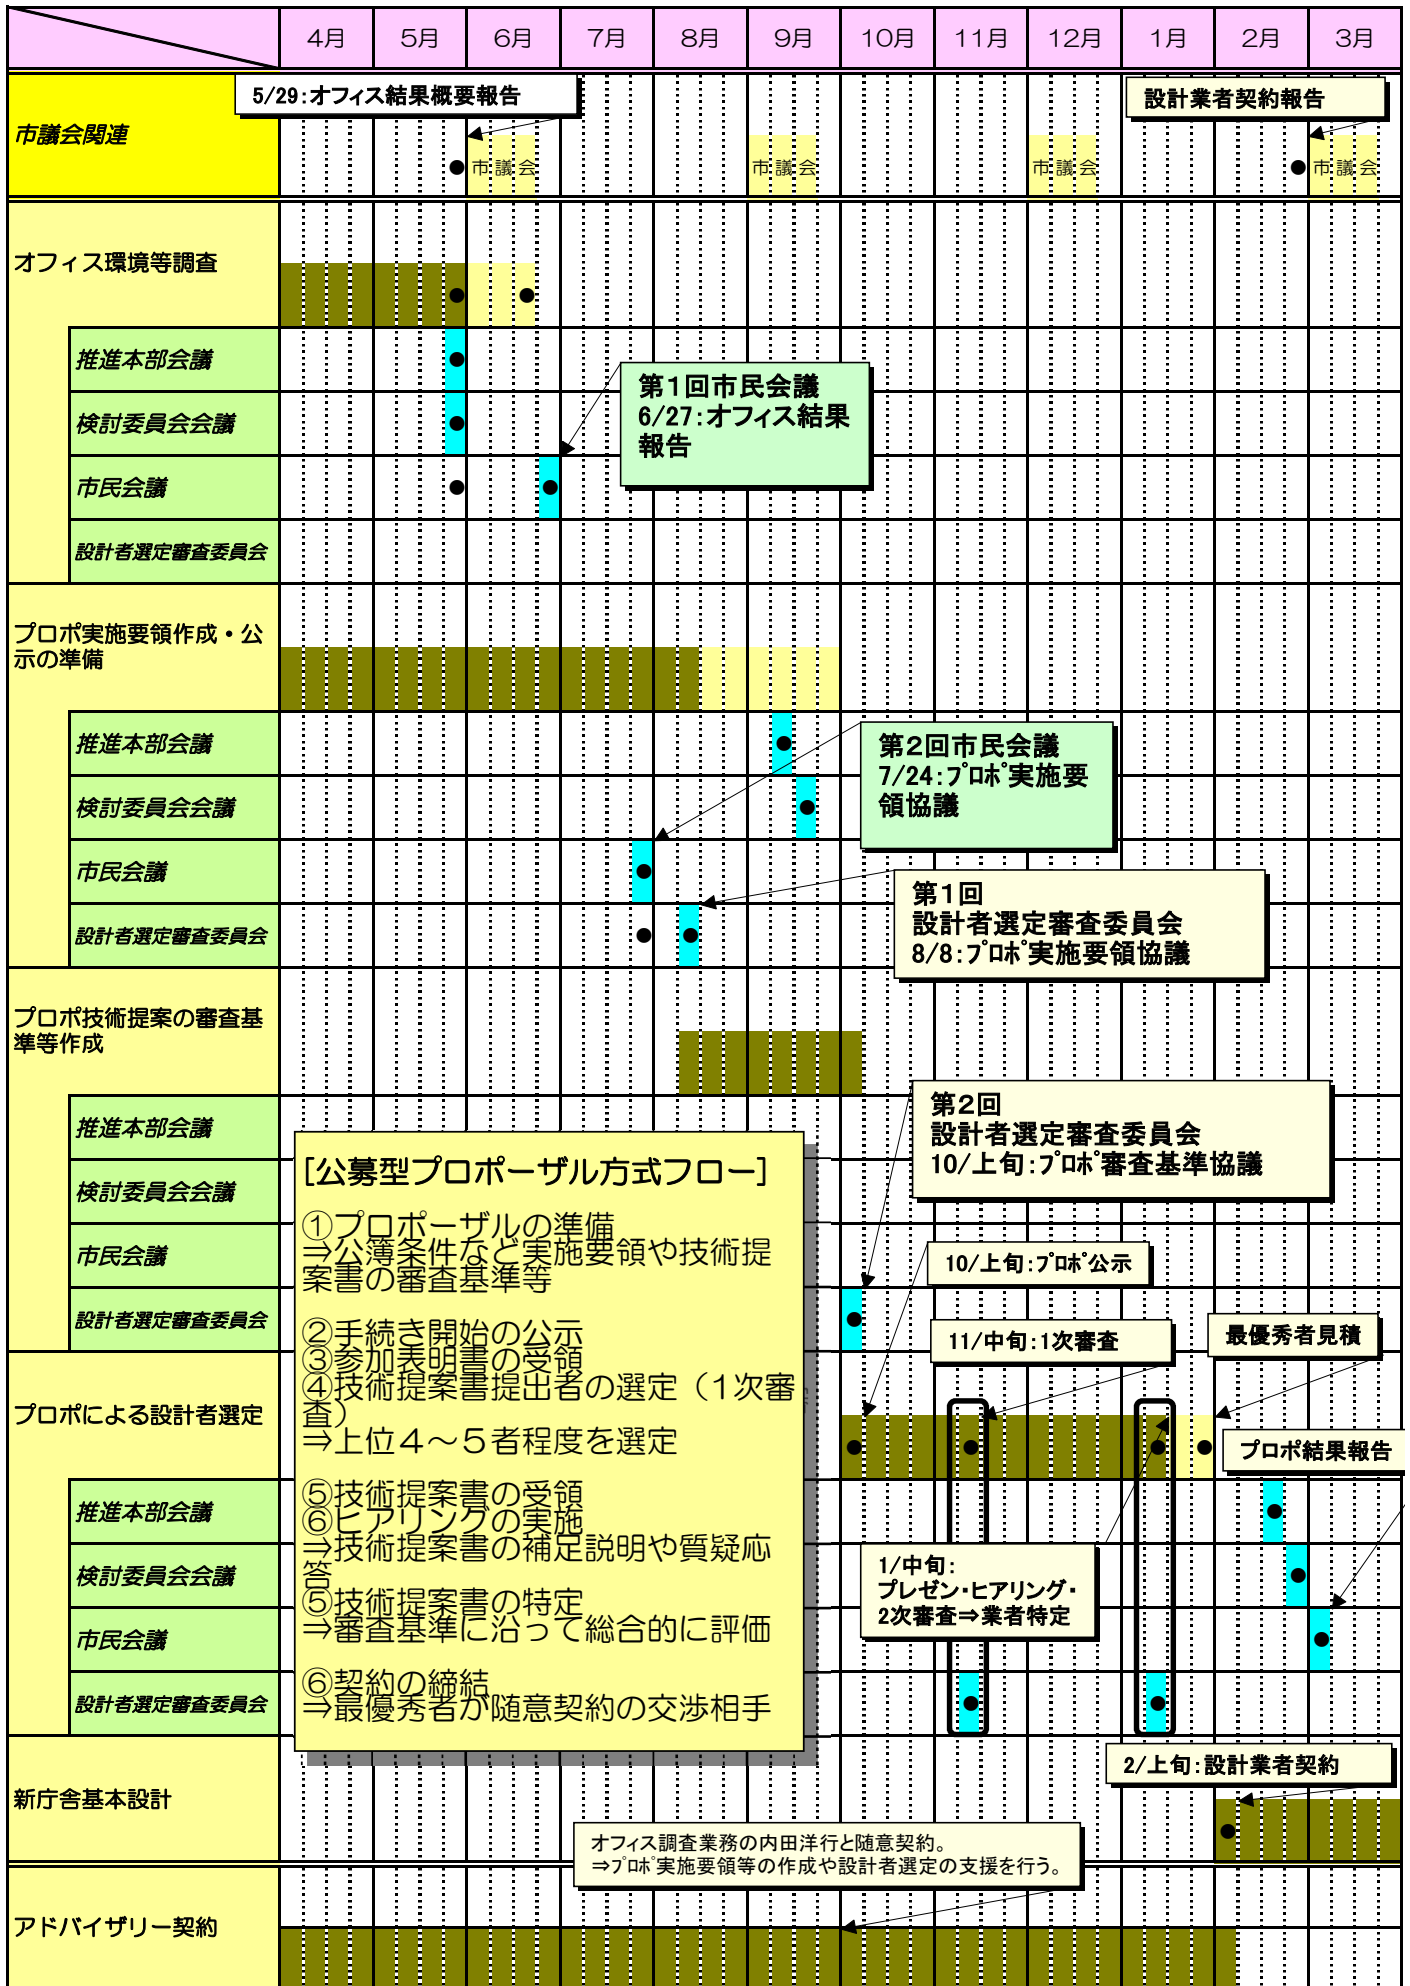 4月 5月 6月 7月 8月 9月 10月 11月 12月 1月 2月 3月
5/29:オフィス結果概要報告
設計業者契約報告
市議会関連
●市議会
市議会
市議会
●市議会
オフィス環境等調査
● ●
推進本部会議 ●
検討委員会会議 ●
第1回市民会議
6/27:オフィス結果
報告
市民会議 ● ●
設計者選定審査委員会
プロポ実施要領作成・公
示の準備
推進本部会議 ●
検討委員会会議 ●
第2回市民会議
7/24:プロポ実施要
領協議
市民会議 ●
第1回
設計者選定審査委員会
8/8:プロポ実施要領協議
設計者選定審査委員会 ● ●
プロポ技術提案の審査基
準等作成
第2回
設計者選定審査委員会
10/上旬:プロポ審査基準協議
推進本部会議
検討委員会会議
市民会議
設計者選定審査委員会 ●
[公募型プロポーザル方式フロー]
①プロポーザルの準備
⇒公簿条件など実施要領や技術提
案書の審査基準等
②手続き開始の公示
③参加表明書の受領
④技術提案書提出者の選定(1次審
査)
⇒上位4~5者程度を選定
⑤技術提案書の受領
⑥ヒアリングの実施
⇒技術提案書の補足説明や質疑応
答
⑤技術提案書の特定
⇒審査基準に沿って総合的に評価
⑥契約の締結
⇒最優秀者が随意契約の交渉相手
10/上旬:プロポ公示
11/中旬:1次審査
最優秀者見積
プロポによる設計者選定
● ● ● ●
プロポ結果報告
推進本部会議 ●
検討委員会会議 ●
1/中旬:
プレゼン・ヒアリング・
2次審査⇒業者特定
市民会議 ●
設計者選定審査委員会 ● ●
2/上旬:設計業者契約
新庁舎基本設計
●
オフィス調査業務の内田洋行と随意契約。
⇒プロポ実施要領等の作成や設計者選定の支援を行う。
アドバイザリー契約